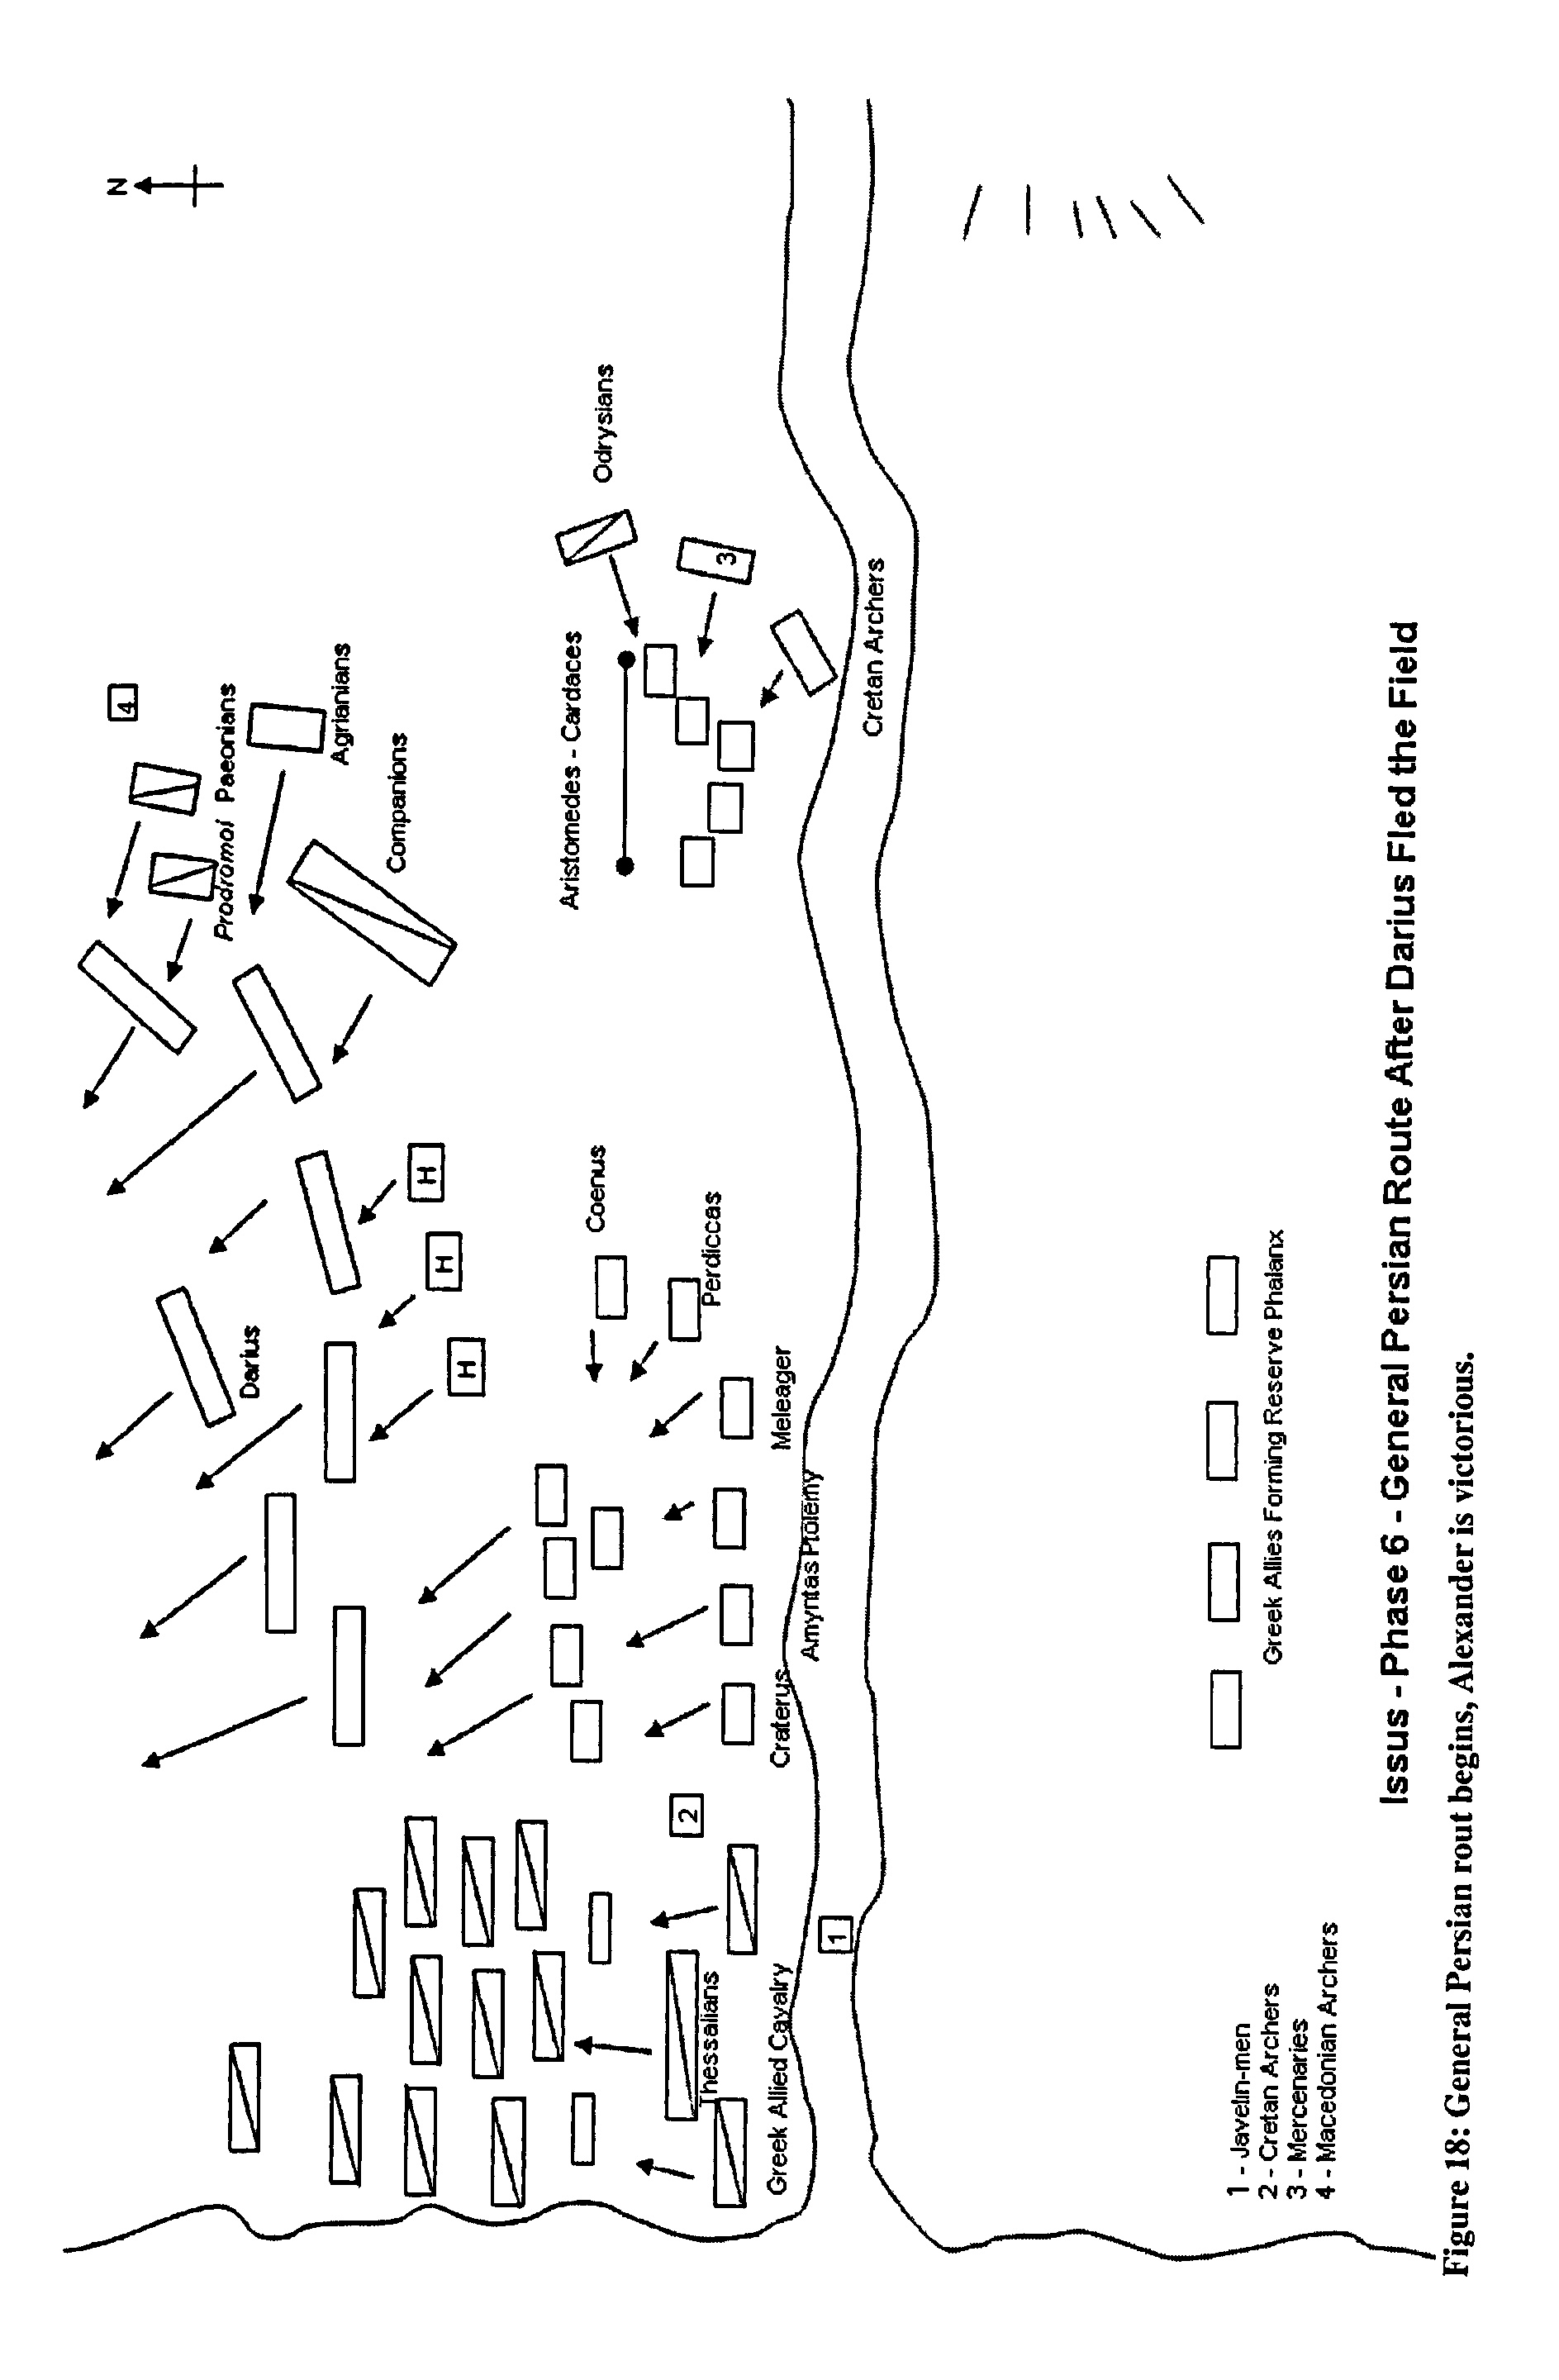 N
4
Paeonians
Prodromoi
Agrianians
Companions
Odrysians
Aristomedes - Cardaces
3
Cretan Archers
Darius
H
H
H
Coenus
Perdiccas
Meleager
Amyntas Ptolemy
Craterus
2
Thessalians
Greek Allied Cavalry
1
Greek Allies Forming Reserve Phalanx
1 - Javelin-men
2 - Cretan Archers
3 - Mercenaries
4 - Macedonian Archers
Issus - Phase 6 - General Persian Route After Darius Fled the Field
Figure 18: General Persian rout begins, Alexander is victorious.